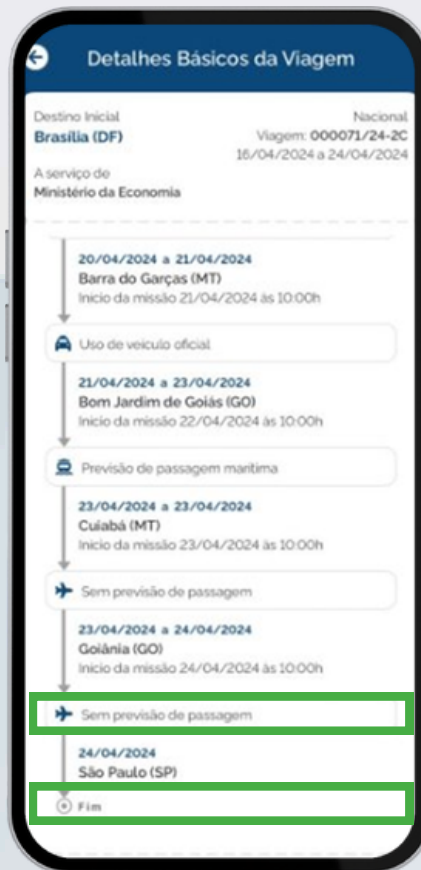 Detalhes Básicos da Viagem
Destino Inicial
Nacional
Brasília (DF)
Viagem: 000071/24-2C
16/04/2024 a 24/04/2024
A serviço de
Ministério da Economia
20/04/2024 a 21/04/2024
Barra do Garças (MT)
Inicio da missão 21/04/2024 às 10:00h
Uso de veiculo oficial
21/04/2024 a 23/04/2024
Bom Jardim de Goiás (GO)
Inicio da missão 22/04/2024 às 10:00h
Previsão de passagem maritima
23/04/2024 a 23/04/2024
Cuiabá (MT)
Inicio da missão 23/04/2024 às 10:00h
Sem previsão de passagem
23/04/2024 a 24/04/2024
Goiânia (GO)
Inicio da missão 24/04/2024 às 10:00h
Sem previsão de passagem
24/04/2024
São Paulo (SP)
Fim